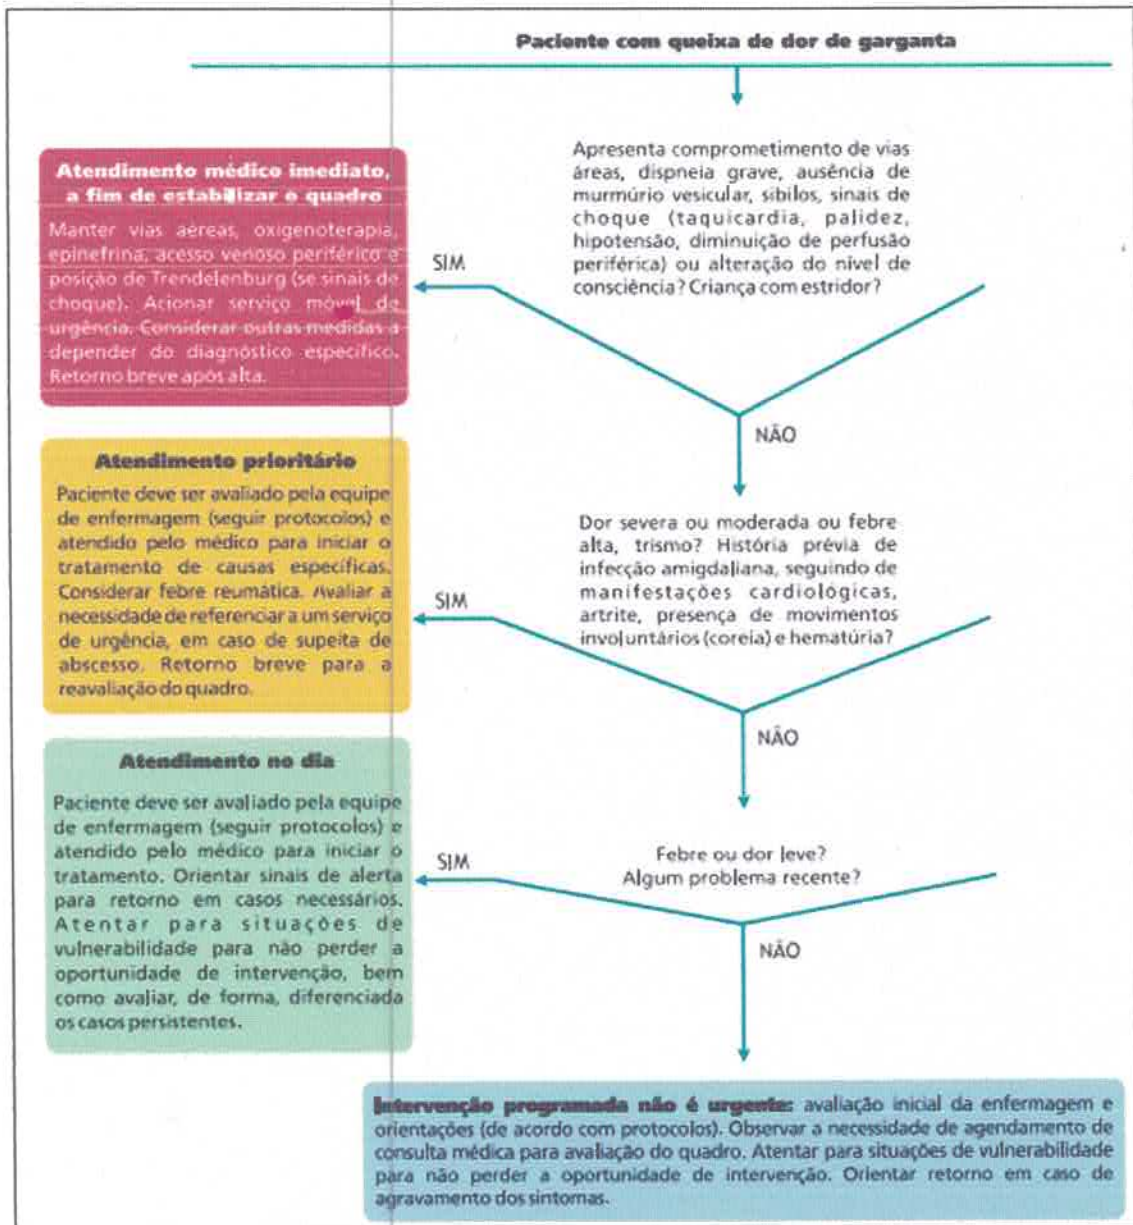 Paciente com queixa de dor de garganta
Apresenta comprometimento de vias
áreas, dispneia grave, ausência de
murmúrio vesicular, sibilos, sinais de
choque (taquicardia, palidez,
hipotensão, diminuição de perfusão
periférica) ou alteração do nível de
consciência? Criança com estridor?
SIM
NÃO
Atendimento médico imediato,
a fim de estabilizar o quadro
Manter vias aéreas, oxigenoterapia,
epinefrina, acesso venoso periférico e
posição de Trendelenburg (se sinais de
choque). Acionar serviço móvel de
urgência. Considerar outras medidas a
depender do diagnóstico específico.
Retorno breve após alta.
Dor severa ou moderada ou febre
alta, trismo? História prévia de
infecção amigdaliana, seguindo de
manifestações cardiológicas,
artrite, presença de movimentos
involuntários (coreia) e hematúria?
SIM
NÃO
Atendimento prioritário
Paciente deve ser avaliado pela equipe
de enfermagem (seguir protocolos) e
atendido pelo médico para iniciar o
tratamento de causas específicas.
Considerar febre reumática. Avaliar a
necessidade de referenciar a um serviço
de urgência, em caso de supeita de
abscesso. Retorno breve para a
reavaliação do quadro.
Febre ou dor leve?
Algum problema recente?
SIM
NÃO
Atendimento no dia
Paciente deve ser avaliado pela equipe
de enfermagem (seguir protocolos) e
atendido pelo médico para iniciar o
tratamento. Orientar sinais de alerta
para retorno em casos necessários.
Atentar para situações de
vulnerabilidade para não perder a
oportunidade de intervenção, bem
como avaliar, de forma, diferenciada
os casos persistentes.
Intervenção programada não é urgente: avaliação inicial da enfermagem e
orientações (de acordo com protocolos). Observar a necessidade de agendamento de
consulta médica para avaliação do quadro. Atentar para situações de vulnerabilidade
para não perder a oportunidade de intervenção. Orientar retorno em caso de
agravamento dos sintomas.